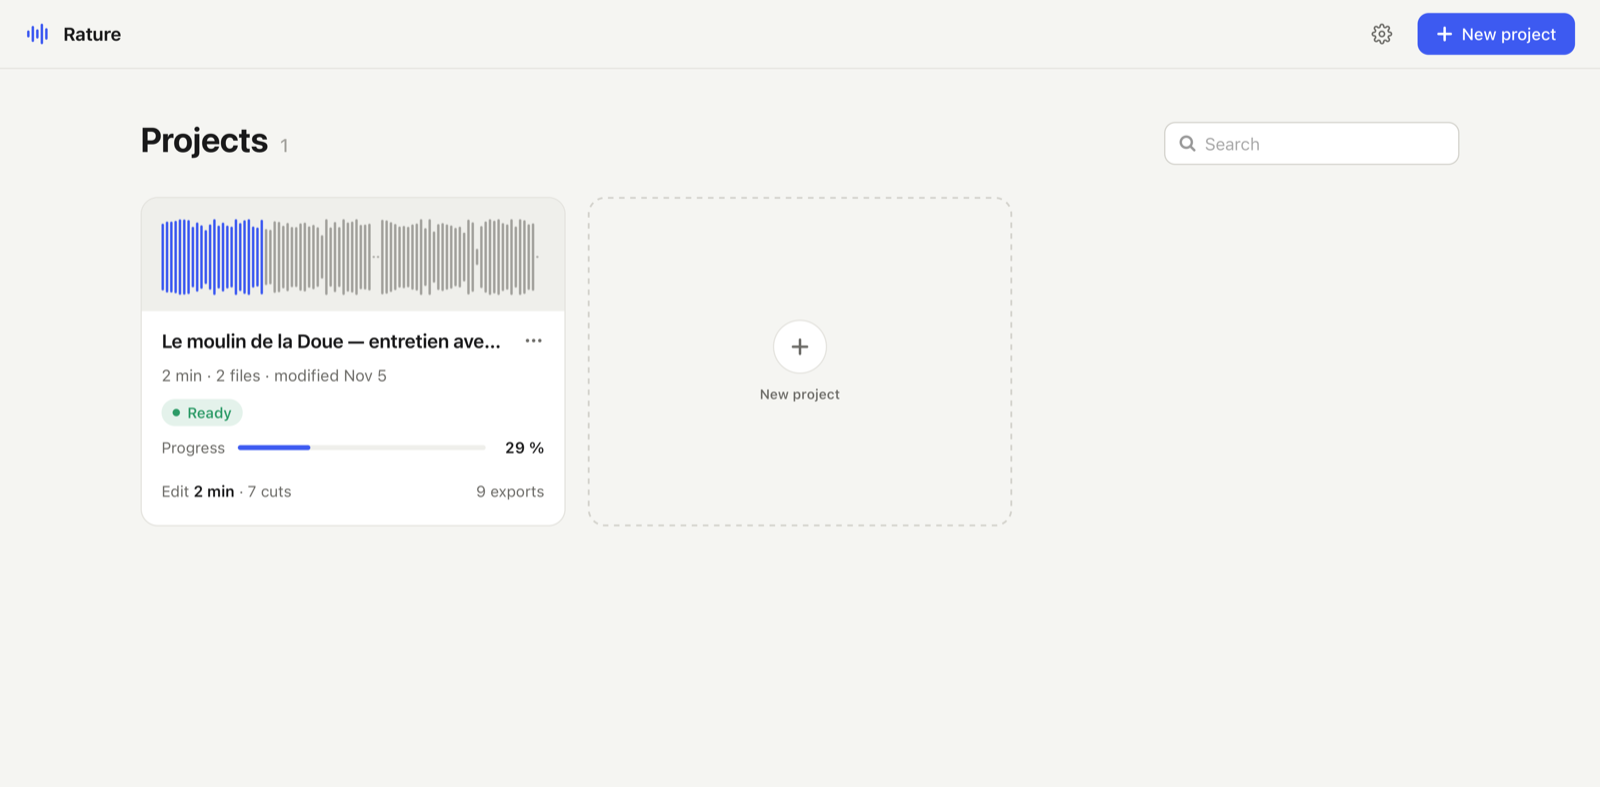 Rature
New project
Projects 1
Search
Le moulin de la Doue — entretien ave...
2 min · 2 files · modified Nov 5
Ready
Progress 29 %
Edit 2 min · 7 cuts 9 exports
New project